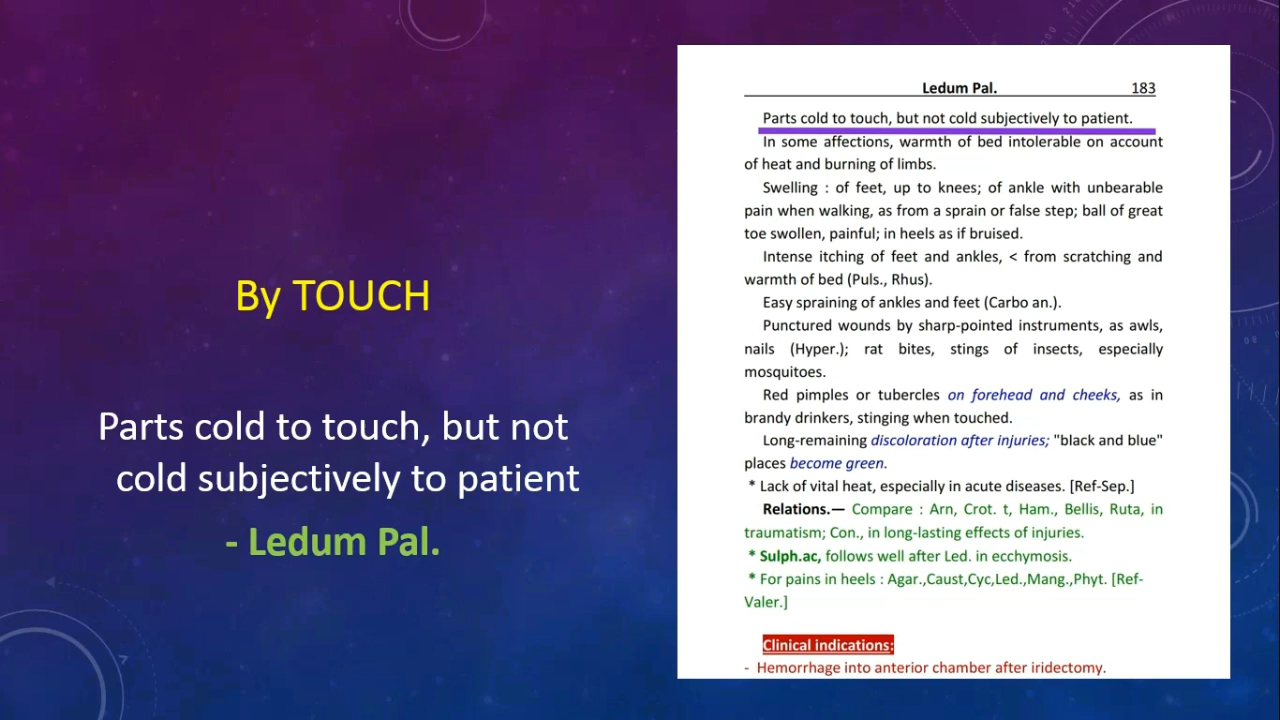 By TOUCH
Parts cold to touch, but not
cold subjectively to patient
- Ledum Pal.
Ledum Pal. 183
Parts cold to touch, but not cold subjectively to patient.
In some affections, warmth of bed intolerable on account
of heat and burning of limbs.
Swelling : of feet, up to knees; of ankle with unbearable
pain when walking, as from a sprain or false step; ball of great
toe swollen, painful; in heels as if bruised.
Intense itching of feet and ankles, < from scratching and
warmth of bed (Puls., Rhus).
Easy spraining of ankles and feet (Carbo an.).
Punctured wounds by sharp-pointed instruments, as awls,
nails (Hyper.); rat bites, stings of insects, especially
mosquitoes.
Red pimples or tubercles on forehead and cheeks, as in
brandy drinkers, stinging when touched.
Long-remaining discoloration after injuries; "black and blue"
places become green.
* Lack of vital heat, especially in acute diseases. [Ref-Sep.]
Relations.— Compare : Arn, Crot. t, Ham., Bellis, Ruta, in
traumatism; Con., in long-lasting effects of injuries.
* Sulph.ac, follows well after Led. in ecchymosis.
* For pains in heels : Agar.,Caust,Cyc,Led.,Mang.,Phyt. [Ref-
Valer.]
Clinical indications:
- Hemorrhage into anterior chamber after iridectomy.